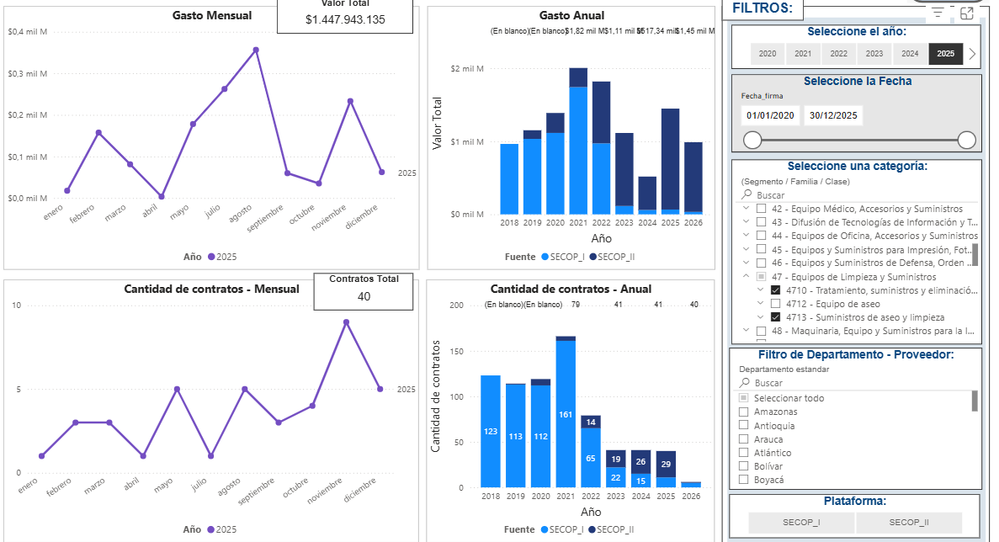 Gasto Mensual
Valor Total
$1.447.943.135
$0,4 mil M
$0,3 mil M
$0,2 mil M
$0,1 mil M
$0,0 mil M
2025
enero
febrero
marzo
abril
mayo
julio
agosto
septiembre
octubre
noviembre
diciembre
Año 2025
Gasto Anual
(En blanco) (En blanco) $1,82 mil M $1,11 mil M $517,34 mil $1,45 mil M
$2 mil M
$1 mil M
$0 mil M
Valor Total
2018 2019 2020 2021 2022 2023 2024 2025 2026
Año
Fuente SECOP_I SECOP_II
Cantidad de contratos - Mensual
Contratos Total
40
10
5
0
2025
enero
febrero
marzo
abril
mayo
julio
agosto
septiembre
octubre
noviembre
diciembre
Año 2025
Cantidad de contratos - Anual
(En blanco) (En blanco) 79 41 41 40
200
150
100
50
0
Cantidad de contratos
123 113 112 161 65 14 22 19 15 26 29
2018 2019 2020 2021 2022 2023 2024 2025 2026
Año
Fuente SECOP_I SECOP_II
FILTROS:
Seleccione el año:
2020 2021 2022 2023 2024 2025
Seleccione la Fecha
Fecha_firma
01/01/2020 30/12/2025
Seleccione una categoría:
(Segmento / Familia / Clase)
Buscar
42 - Equipo Médico, Accesorios y Suministros
43 - Difusión de Tecnologías de Información y T...
44 - Equipos de Oficina, Accesorios y Suministros
45 - Equipos y Suministros para Impresión, Fot...
46 - Equipos y Suministros de Defensa, Orden ...
47 - Equipos de Limpieza y Suministros
4710 - Tratamiento, suministros y eliminació...
4712 - Equipo de aseo
4713 - Suministros de aseo y limpieza
48 - Maquinaria, Equipo y Suministros para la I...
Filtro de Departamento - Proveedor:
Departamento estandar
Buscar
Seleccionar todo
Amazonas
Antioquia
Arauca
Atlántico
Bolívar
Boyacá
Plataforma:
SECOP_I SECOP_II